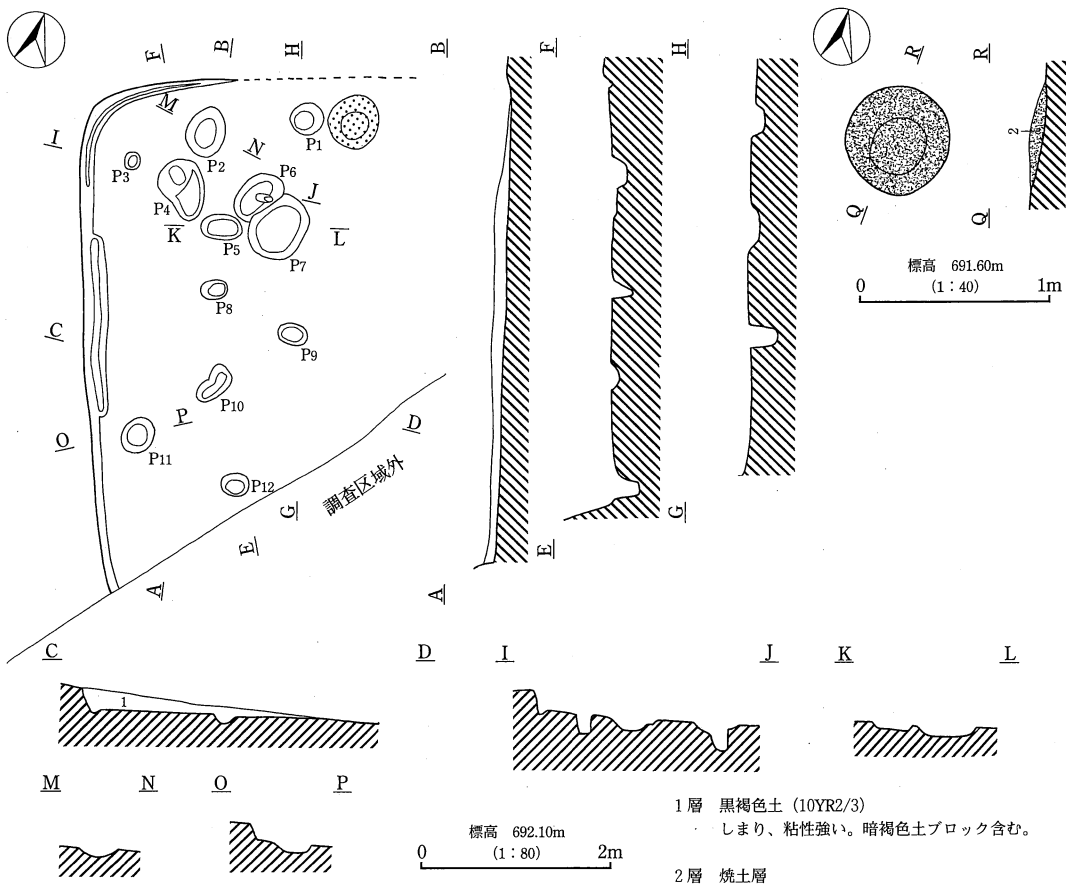 F
B
H
B
F
H
R
R
I
M
N
J
K
L
C
O
P
D
G
E
A
A
E
G
Q
Q
2
P1
P2
P3
P4
P5
P6
P7
P8
P9
P10
P11
P12
調査区域外
標高 691.60m
(1:40)
0 1m
C D I J K L
1
M N O P
標高 692.10m
(1:80)
0 2m
1層 黒褐色土(10YR2/3)
しまり、粘性強い。暗褐色土ブロック含む。
2層 焼土層